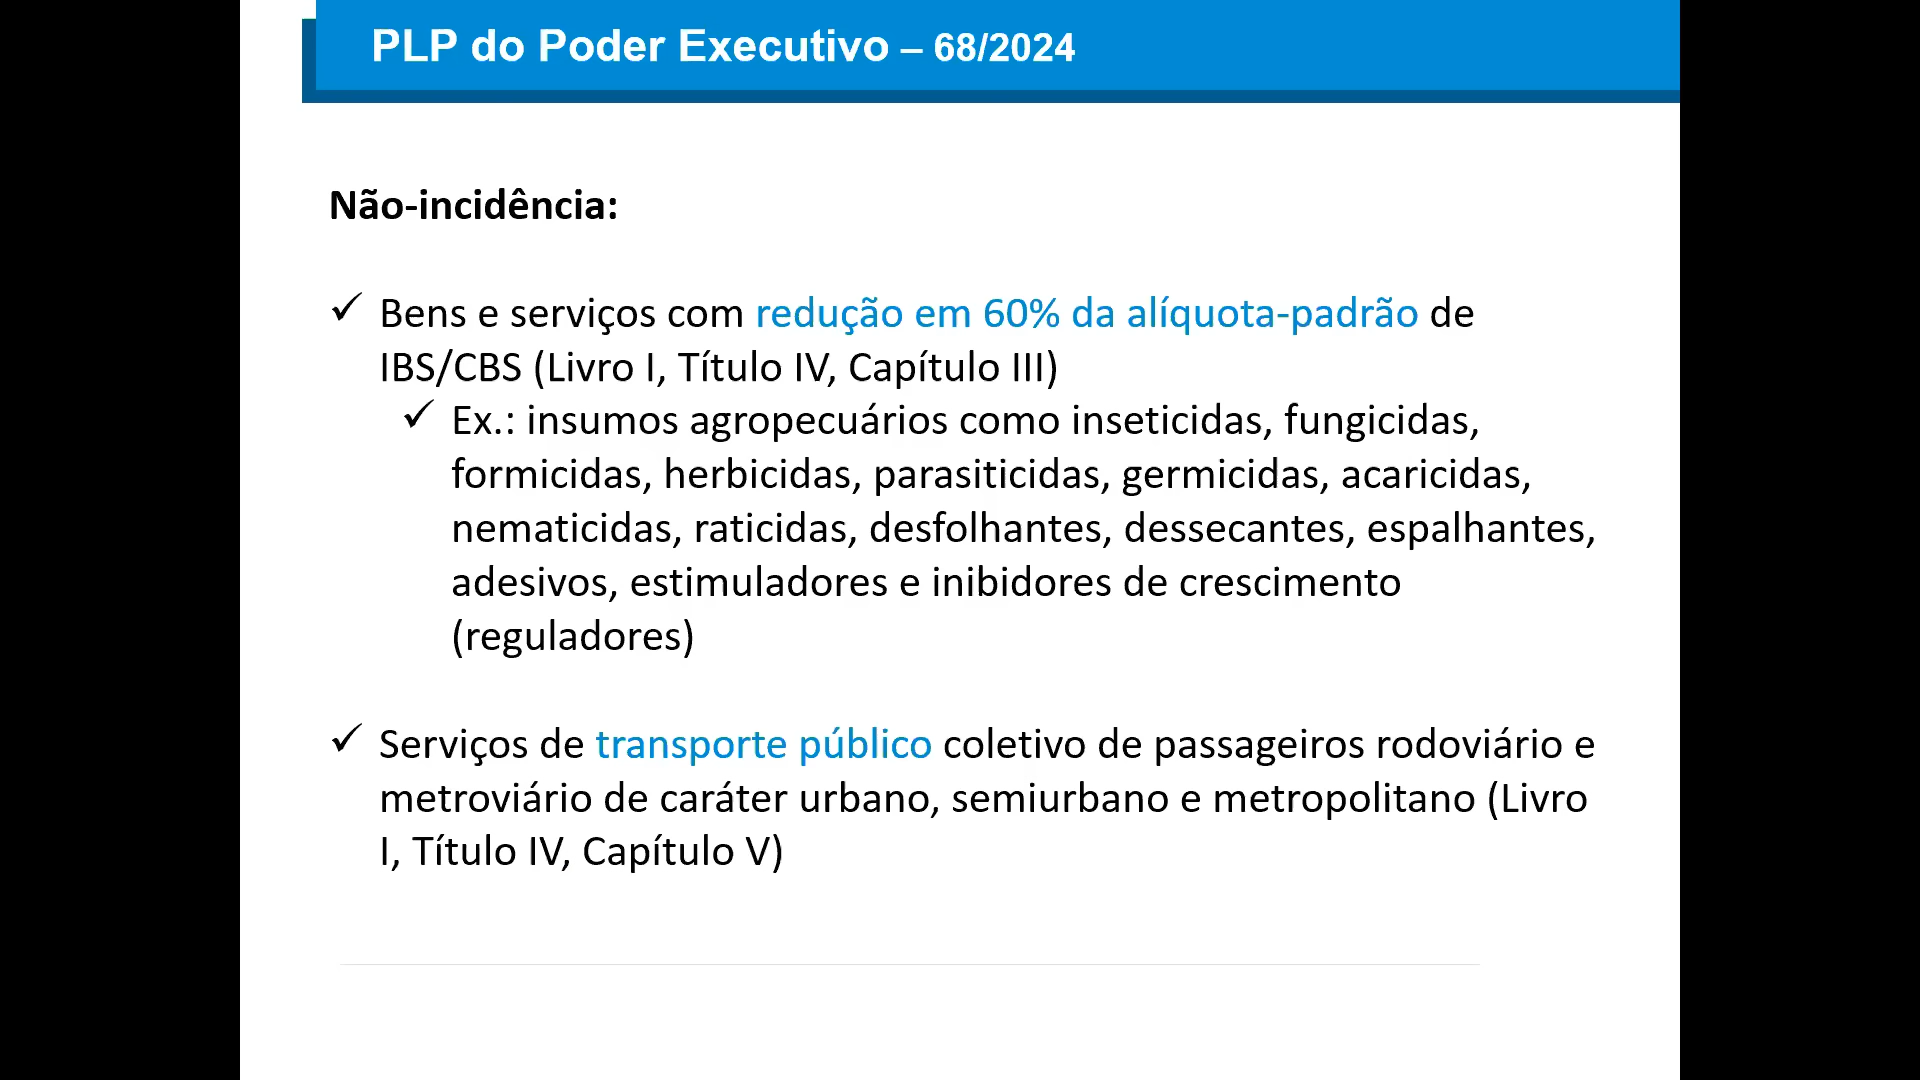 PLP do Poder Executivo – 68/2024
Não-incidência:
✓ Bens e serviços com redução em 60% da alíquota-padrão de
IBS/CBS (Livro I, Título IV, Capítulo III)
✓ Ex.: insumos agropecuários como inseticidas, fungicidas,
formicidas, herbicidas, parasiticidas, germicidas, acaricidas,
nematicidas, raticidas, desfolhantes, dessecantes, espalhantes,
adesivos, estimuladores e inibidores de crescimento
(reguladores)
✓ Serviços de transporte público coletivo de passageiros rodoviário e
metroviário de caráter urbano, semiurbano e metropolitano (Livro
I, Título IV, Capítulo V)